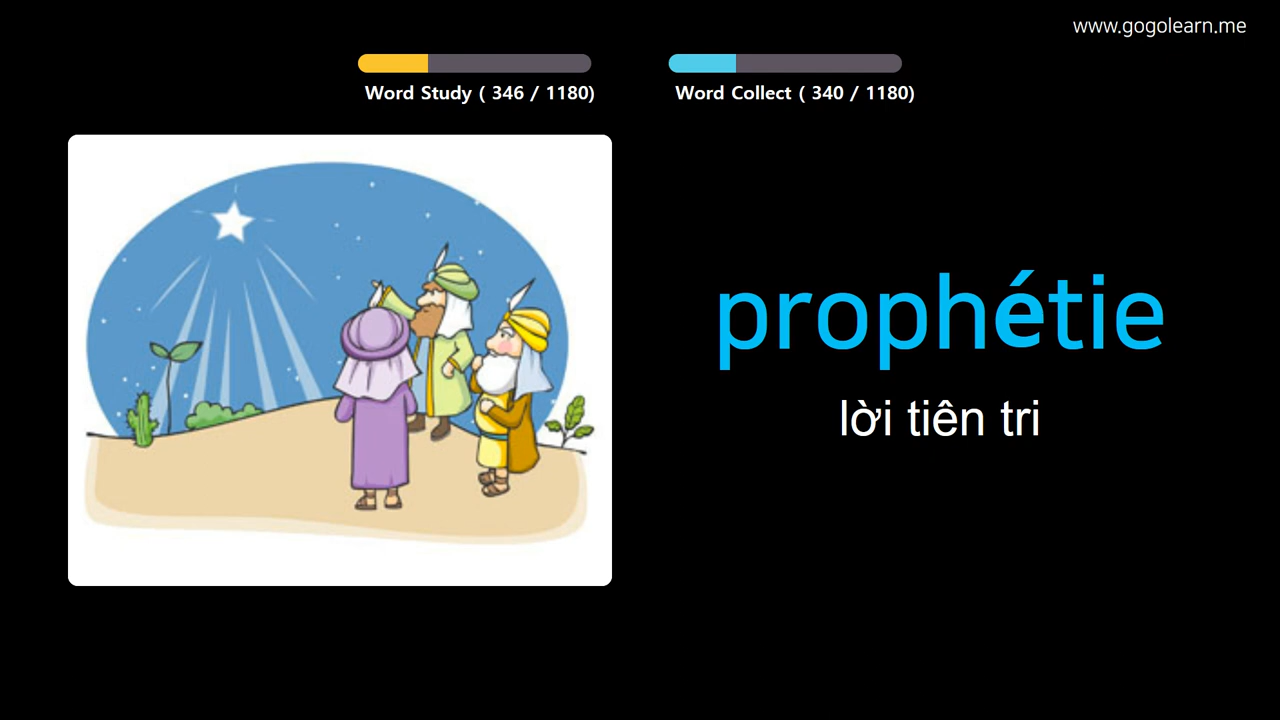 www.gogolearn.me
Word Study ( 346 / 1180)
Word Collect ( 340 / 1180)
prophétie
lời tiên tri